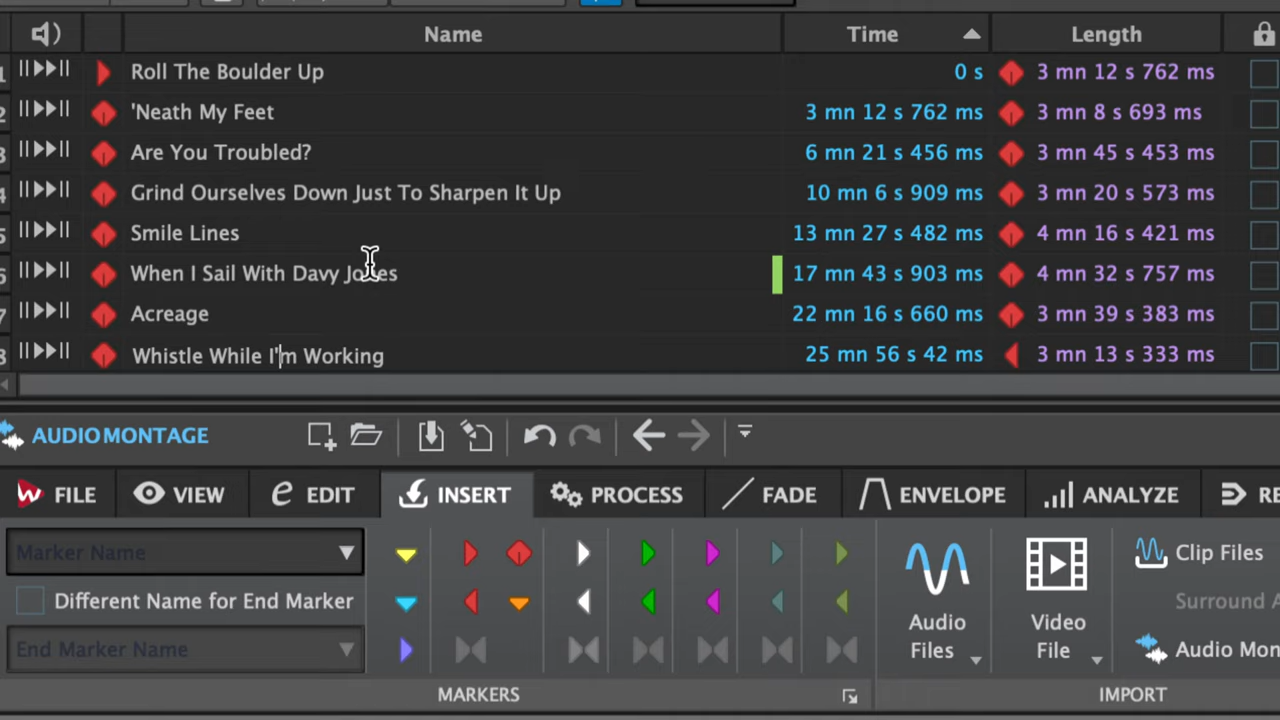 Name Time Length
1 Roll The Boulder Up 0 s 3 mn 12 s 762 ms
2 'Neath My Feet 3 mn 12 s 762 ms 3 mn 8 s 693 ms
3 Are You Troubled? 6 mn 21 s 456 ms 3 mn 45 s 453 ms
4 Grind Ourselves Down Just To Sharpen It Up 10 mn 6 s 909 ms 3 mn 20 s 573 ms
5 Smile Lines 13 mn 27 s 482 ms 4 mn 16 s 421 ms
6 When I Sail With Davy Jones 17 mn 43 s 903 ms 4 mn 32 s 757 ms
7 Acreage 22 mn 16 s 660 ms 3 mn 39 s 383 ms
8 Whistle While I'm Working 25 mn 56 s 42 ms 3 mn 13 s 333 ms
AUDIO MONTAGE
FILE VIEW EDIT INSERT PROCESS FADE ENVELOPE ANALYZE RE
Marker Name Clip Files
Different Name for End Marker Audio Files Video File Surround A
End Marker Name Audio Mon
MARKERS IMPORT